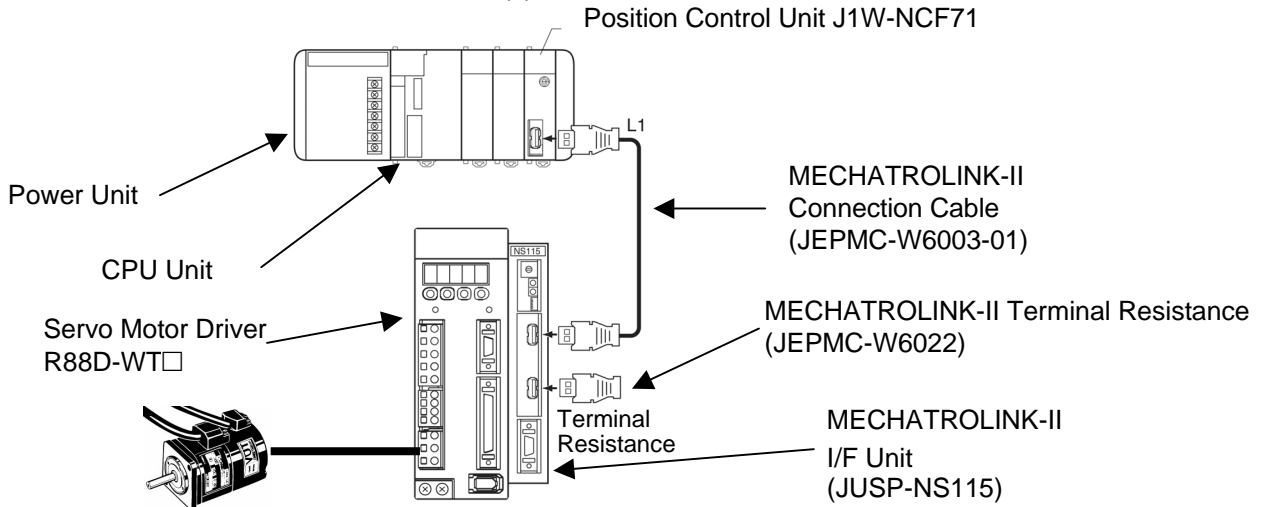 Position Control Unit J1W-NCF71
L1
Power Unit
MECHATROLINK-II
Connection Cable
(JEPMC-W6003-01)
CPU Unit
NS115
Servo Motor Driver
R88D-WT□
MECHATROLINK-II Terminal Resistance
(JEPMC-W6022)
Terminal
Resistance
MECHATROLINK-II
I/F Unit
(JUSP-NS115)